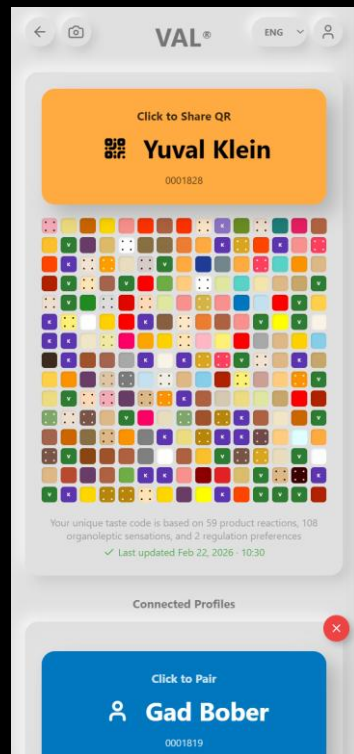 VAL®
ENG
Click to Share QR
Yuval Klein
0001828
Your unique taste code is based on 59 product reactions, 108
organoleptic sensations, and 2 regulation preferences
✓ Last updated Feb 22, 2026 - 10:30
Connected Profiles
Click to Pair
Gad Bober
0001819